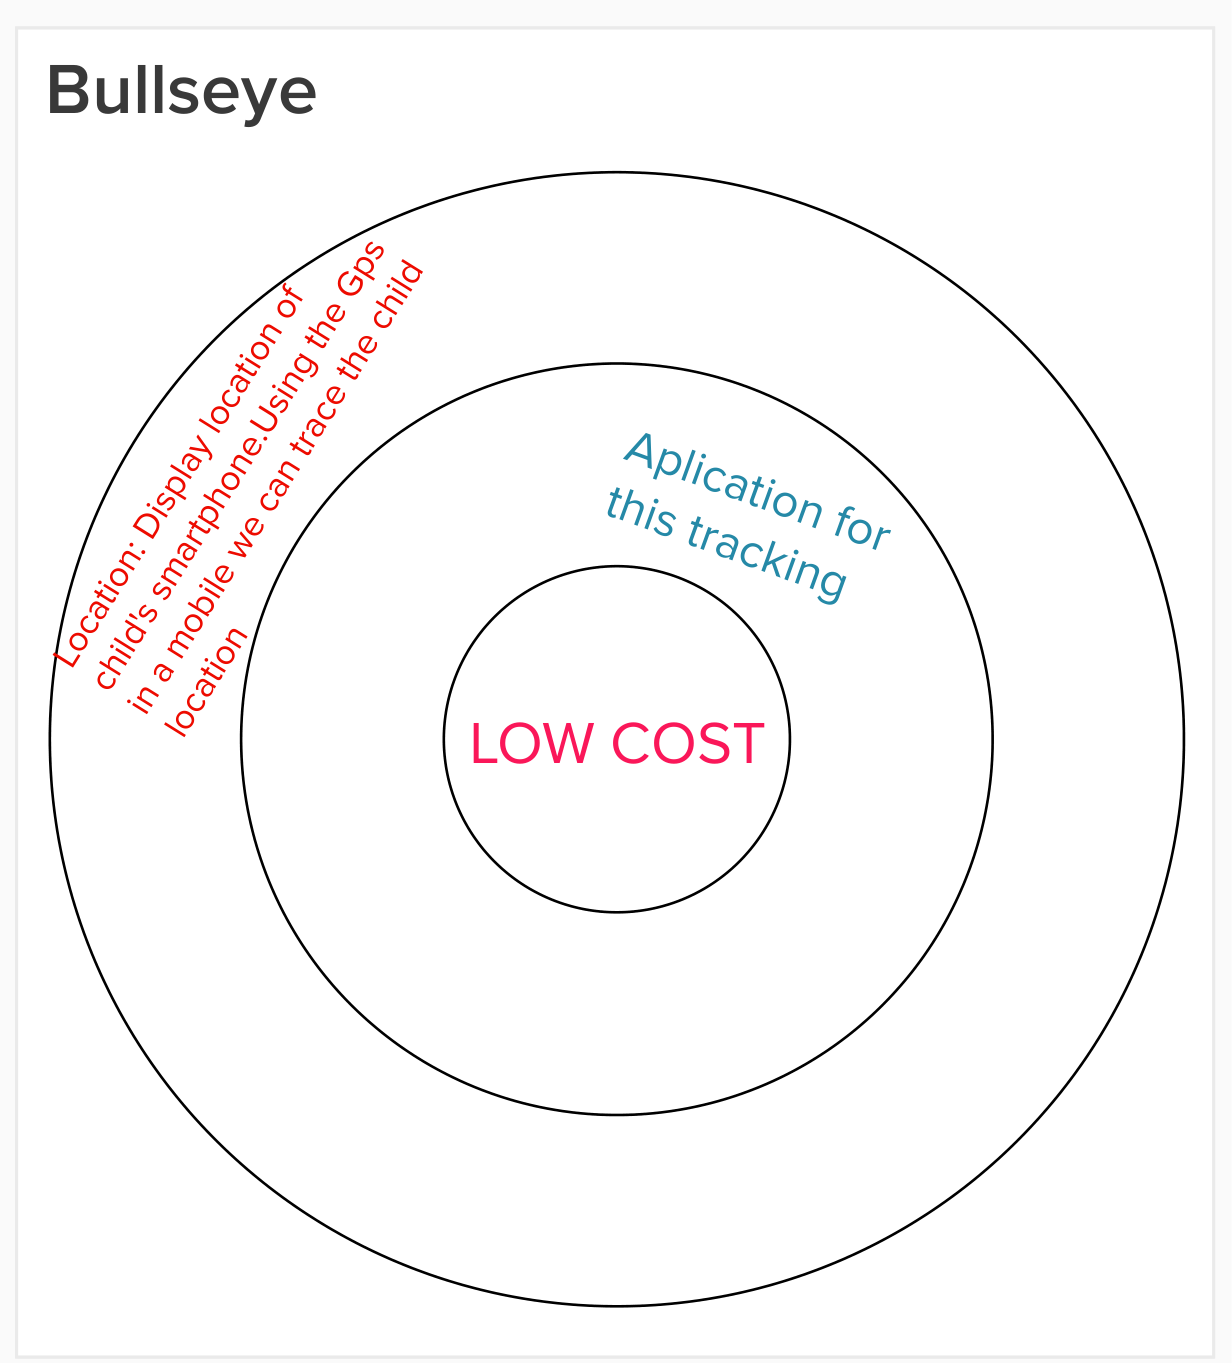 Bullseye
Location: Display location of
child's smartphone.Using the Gps
in a mobile we can trace the child
location
Aplication for
this tracking
LOW COST